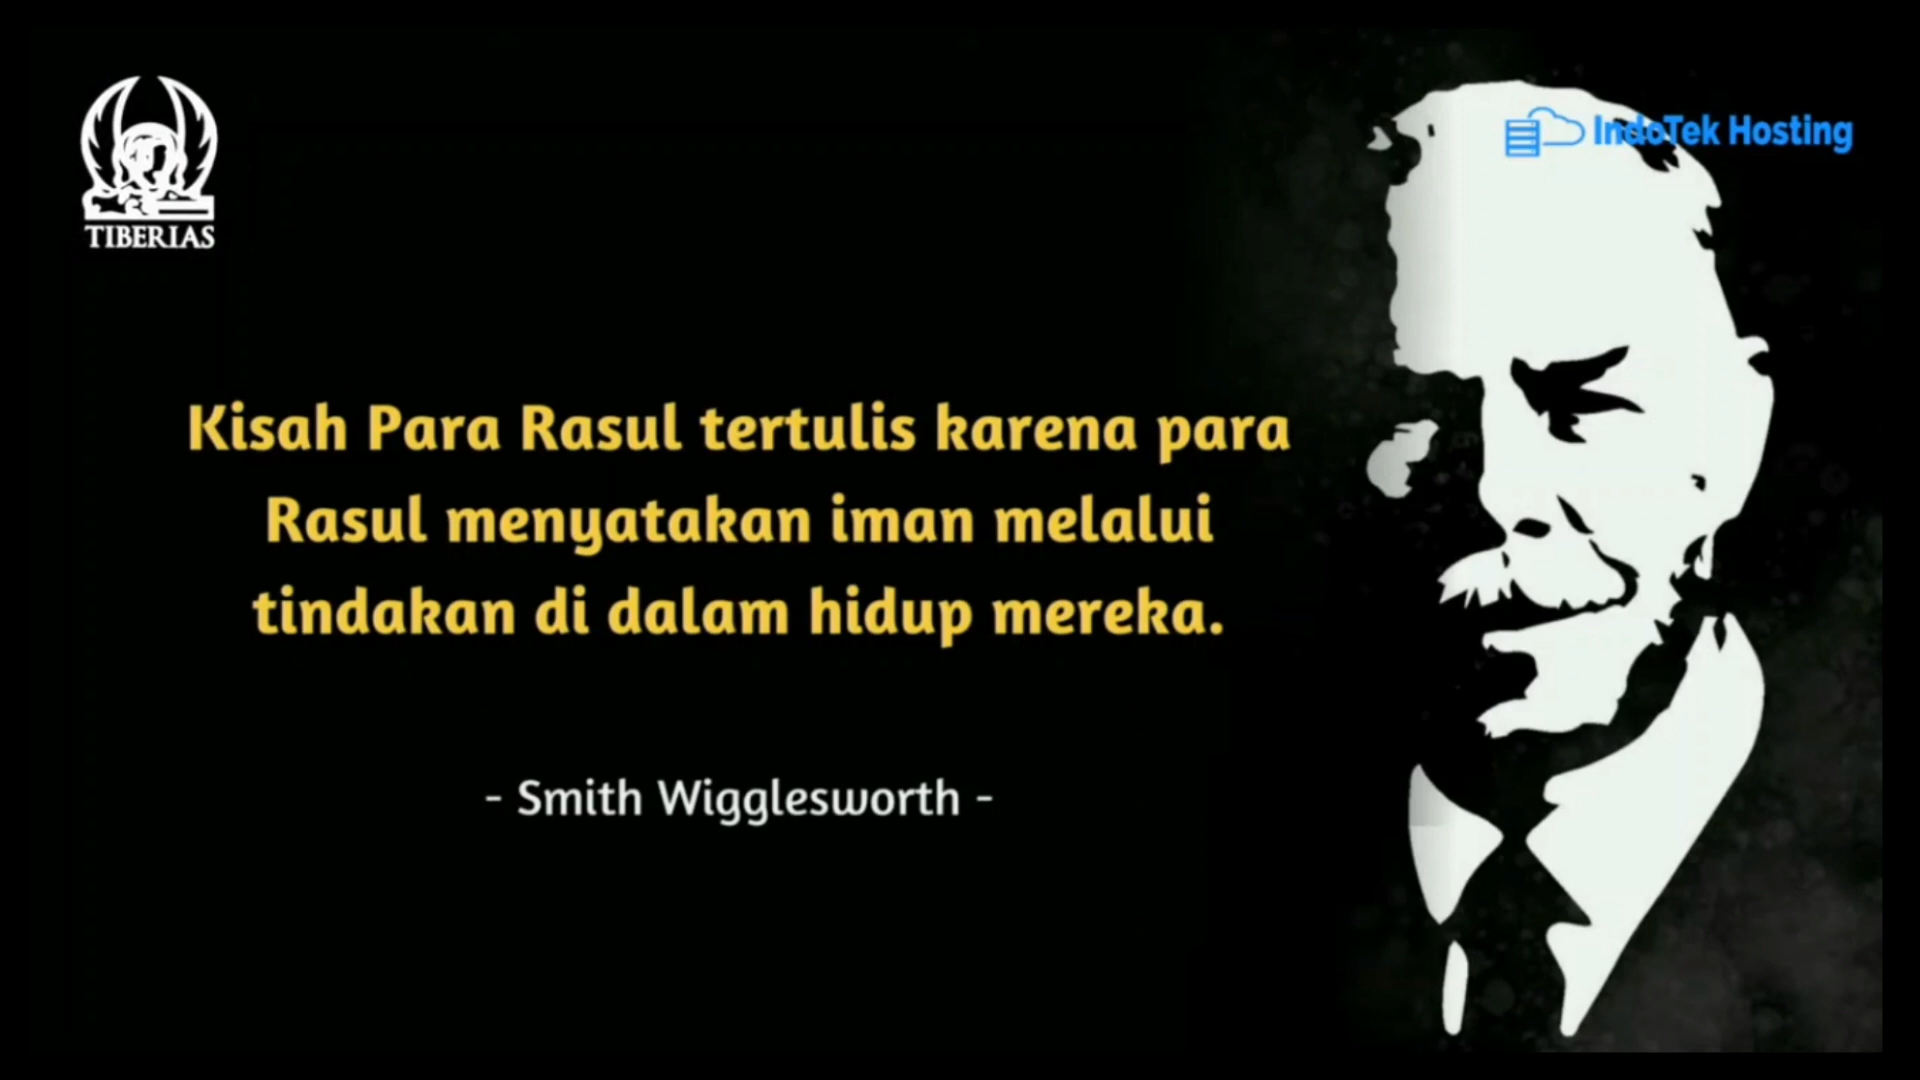 TIBERIAS
IndoTek Hosting
Kisah Para Rasul tertulis karena para
Rasul menyatakan iman melalui
tindakan di dalam hidup mereka.
- Smith Wigglesworth -